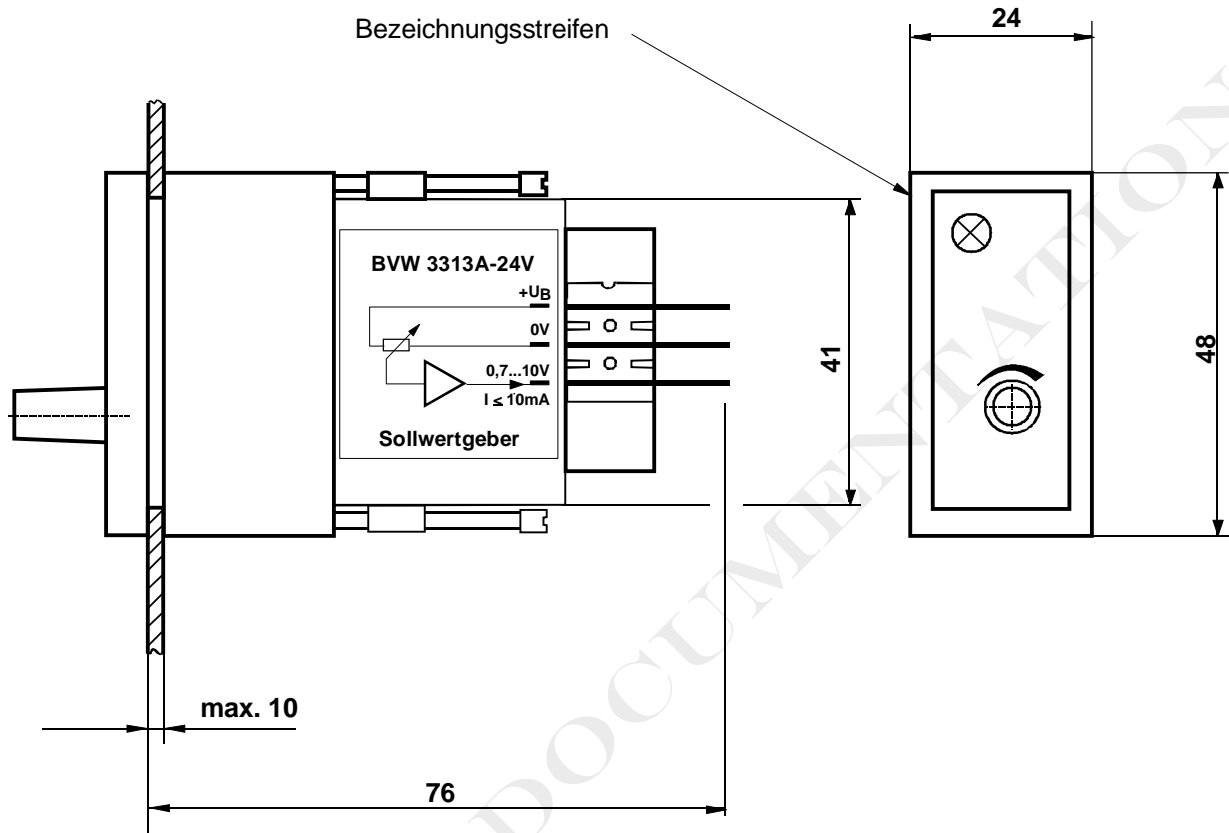 Bezeichnungsstreifen
24
BVW 3313A-24V
+UB
0V
0,7...10V
I ≤ 10mA
Sollwertgeber
41
48
max. 10
76
DOCUMENTATION